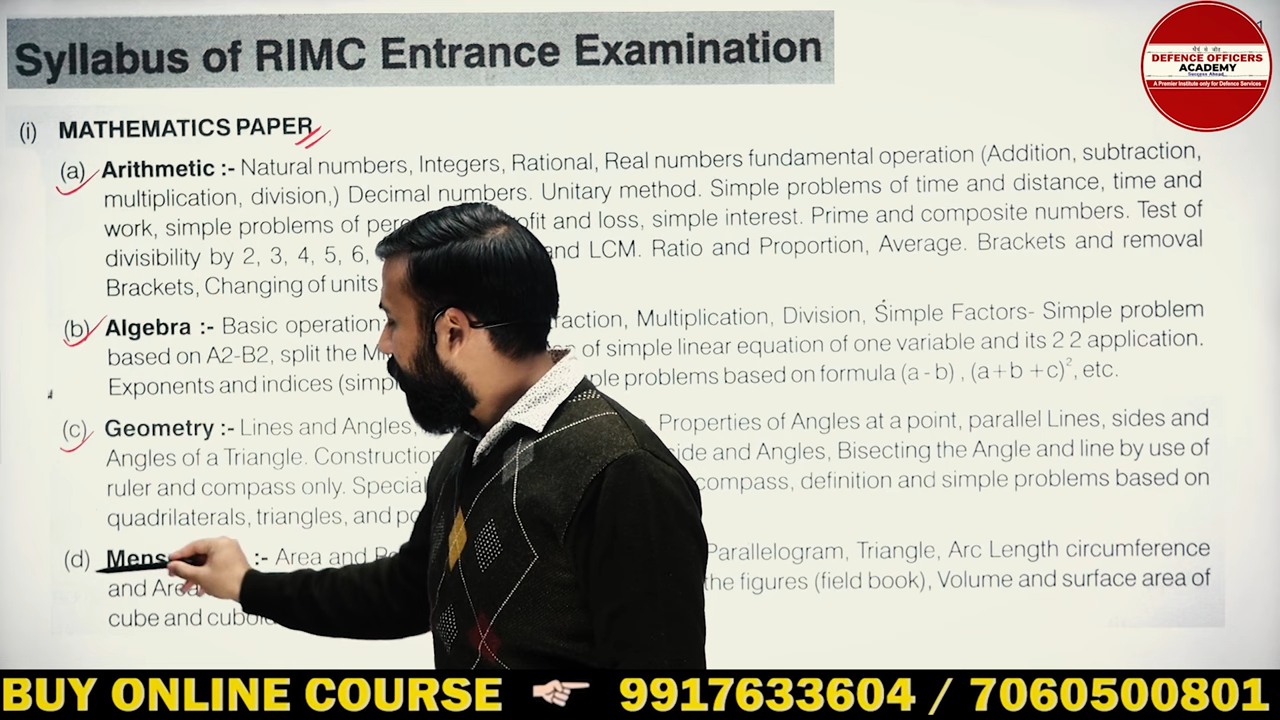 Syllabus of RIMC Entrance Examination
धैर्य से जीत
DEFENCE OFFICERS
ACADEMY
Success Ahead...
A Premier Institute only for Defence Services
(i) MATHEMATICS PAPER
(a) Arithmetic :- Natural numbers, Integers, Rational, Real numbers fundamental operation (Addition, subtraction,
multiplication, division,) Decimal numbers. Unitary method. Simple problems of time and distance, time and
work, simple problems of profit and loss, simple interest. Prime and composite numbers. Test of
divisibility by 2, 3, 4, 5, 6, and LCM. Ratio and Proportion, Average. Brackets and removal
Brackets, Changing of units
(b) Algebra :- Basic operation Multiplication, Division, Simple Factors- Simple problem
based on A2-B2, split the of simple linear equation of one variable and its 2 2 application.
Exponents and indices problems based on formula (a - b) , (a+b +c)², etc.
(c) Geometry :- Lines and Angles, Properties of Angles at a point, parallel Lines, sides and
Angles of a Triangle. Construction side and Angles, Bisecting the Angle and line by use of
ruler and compass only. Special compass, definition and simple problems based on
quadrilaterals, triangles, and
(d) Mens :- Area and Parallelogram, Triangle, Arc Length circumference
and Area the figures (field book), Volume and surface area of
cube and cuboid
BUY ONLINE COURSE 9917633604 / 7060500801